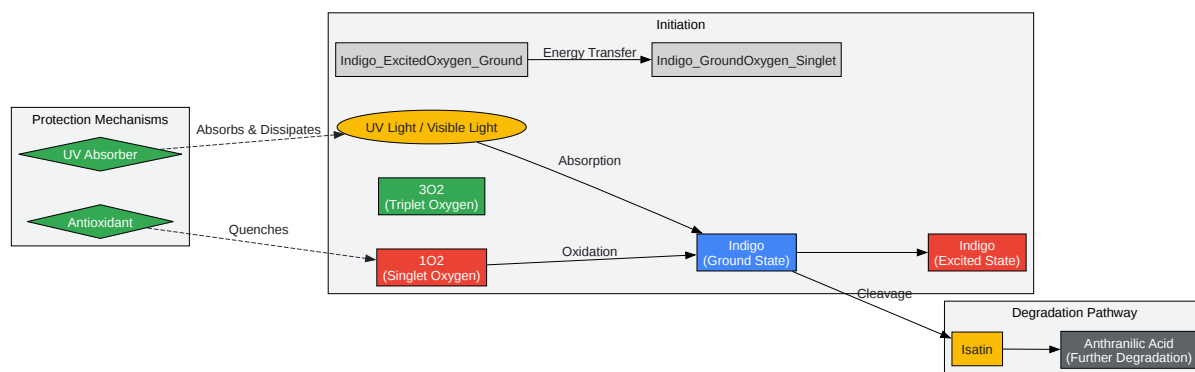 Initiation
Indigo_ExcitedOxygen_Ground
Energy Transfer
Indigo_GroundOxygen_Singlet
Protection Mechanisms
UV Absorber
Absorbs & Dissipates
UV Light / Visible Light
Absorption
3O2
(Triplet Oxygen)
Antioxidant
Quenches
1O2
(Singlet Oxygen)
Oxidation
Indigo
(Ground State)
Indigo
(Excited State)
Cleavage
Degradation Pathway
Isatin
Anthranilic Acid
(Further Degradation)